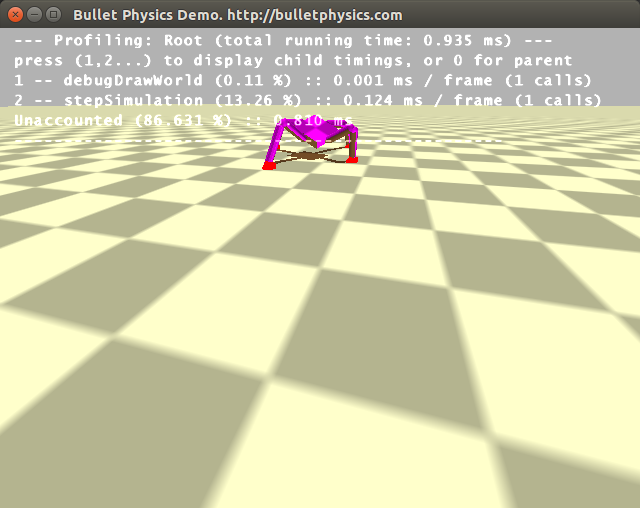 Bullet Physics Demo. http://bulletphysics.com
--- Profiling: Root (total running time: 0.935 ms) ---
press (1,2...) to display child timings, or 0 for parent
1 -- debugDrawWorld (0.11 %) :: 0.001 ms / frame (1 calls)
2 -- stepSimulation (13.26 %) :: 0.124 ms / frame (1 calls)
Unaccounted (86.631 %) :: 0.810 ms